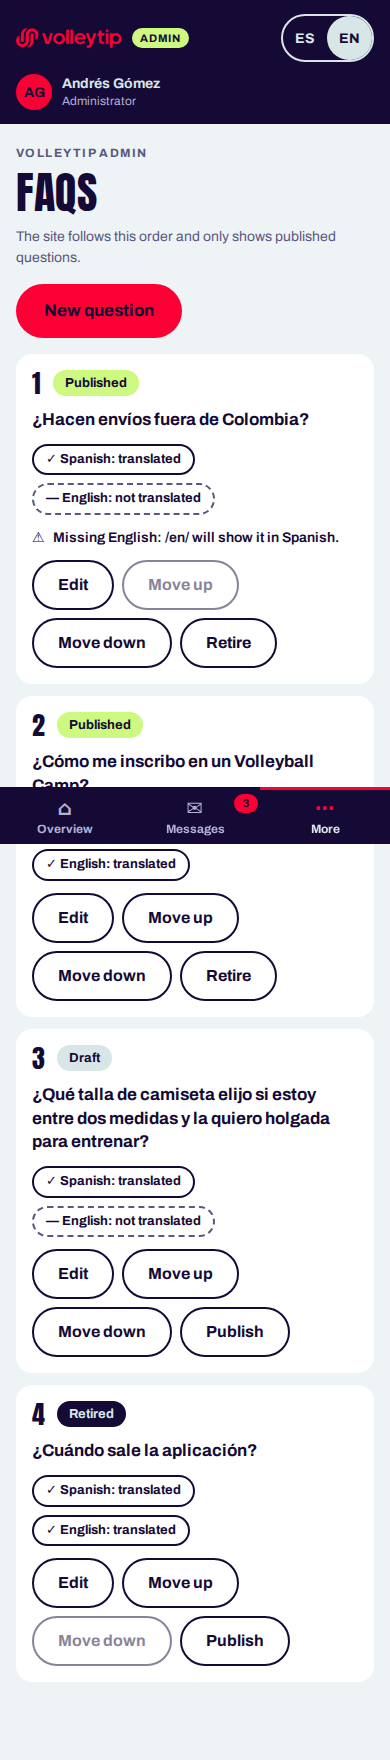 volleytip ADMIN ES EN
AG Andrés Gómez
Administrator
VOLLEYTIP ADMIN
FAQS
The site follows this order and only shows published
questions.
New question
1 Published
¿Hacen envíos fuera de Colombia?
✓ Spanish: translated
— English: not translated
⚠ Missing English: /en/ will show it in Spanish.
Edit Move up
Move down Retire
2 Published
¿Cómo me inscribo en un Volleyball
Camp?
⌂ ✉ 3 ...
Overview Messages More
✓ English: translated
Edit Move up
Move down Retire
3 Draft
¿Qué talla de camiseta elijo si estoy
entre dos medidas y la quiero holgada
para entrenar?
✓ Spanish: translated
— English: not translated
Edit Move up
Move down Publish
4 Retired
¿Cuándo sale la aplicación?
✓ Spanish: translated
✓ English: translated
Edit Move up
Move down Publish